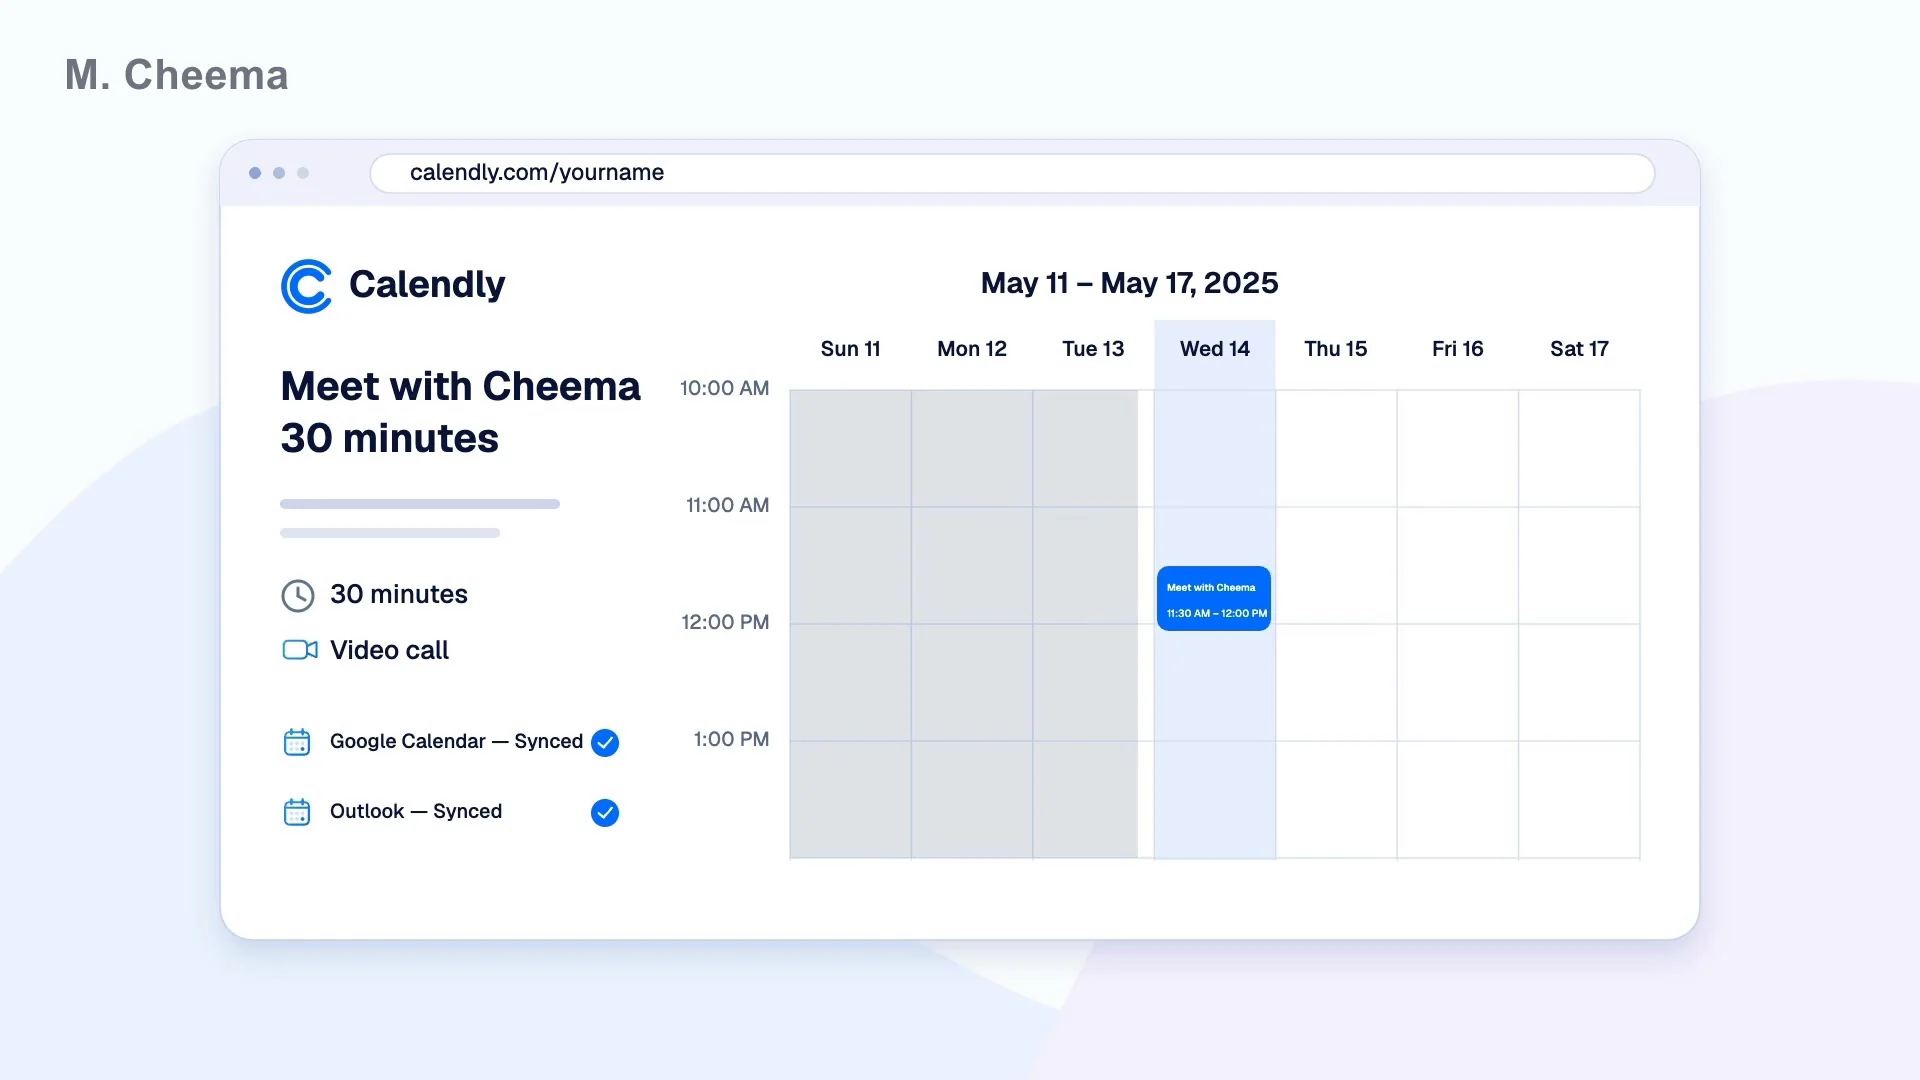 M. Cheema
calendly.com/yourname
Calendly
Meet with Cheema
30 minutes
30 minutes
Video call
Google Calendar — Synced
Outlook — Synced
May 11 – May 17, 2025
Sun 11 Mon 12 Tue 13 Wed 14 Thu 15 Fri 16 Sat 17
10:00 AM
11:00 AM
Meet with Cheema
11:30 AM – 12:00 PM
12:00 PM
1:00 PM